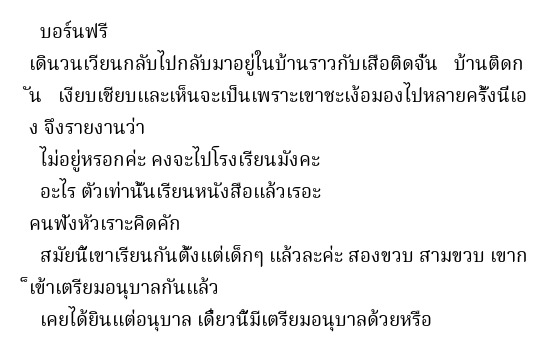 บอร์นฟรี
เดินวนเวียนกลับไปกลับมาอยู่ในบ้านราวกับเสือติดจั่น บ้านติดก
ัน เงียบเชียบและเห็นจะเป็นเพราะเขาชะเง้อมองไปหลายครั้งนี่เอ
ง จึงรายงานว่า
ไม่อยู่หรอกค่ะ คงจะไปโรงเรียนมังคะ
อะไร ตัวเท่านั้นเรียนหนังสือแล้วเรอะ
คนฟังหัวเราะคิดคัก
สมัยนี้เขาเรียนกันตั้งแต่เด็กๆ แล้วละค่ะ สองขวบ สามขวบ เขาก
็เข้าเตรียมอนุบาลกันแล้ว
เคยได้ยินแต่อนุบาล เดี๋ยวนี้มีเตรียมอนุบาลด้วยหรือ